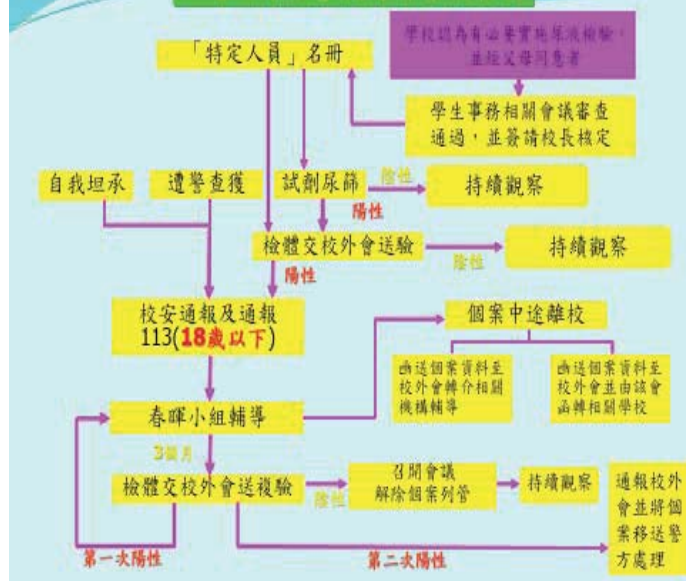 學校認為有必要實施尿液檢驗，
並經父母同意者
「特定人員」名冊
學生事務相關會議審查
通過，並簽請校長核定
自我坦承
遭警查獲
試劑尿篩
陰性
持續觀察
陽性
檢體交校外會送驗
陰性
持續觀察
陽性
校安通報及通報
113(18歲以下)
個案中途離校
函送個案資料至
校外會轉介相關
機構輔導
函送個案資料至
校外會並由該會
函轉相關學校
春暉小組輔導
3個月
檢體交校外會送複驗
陰性
召開會議
解除個案列管
持續觀察
通報校外
會並將個
案移送警
方處理
第一次陽性
第二次陽性